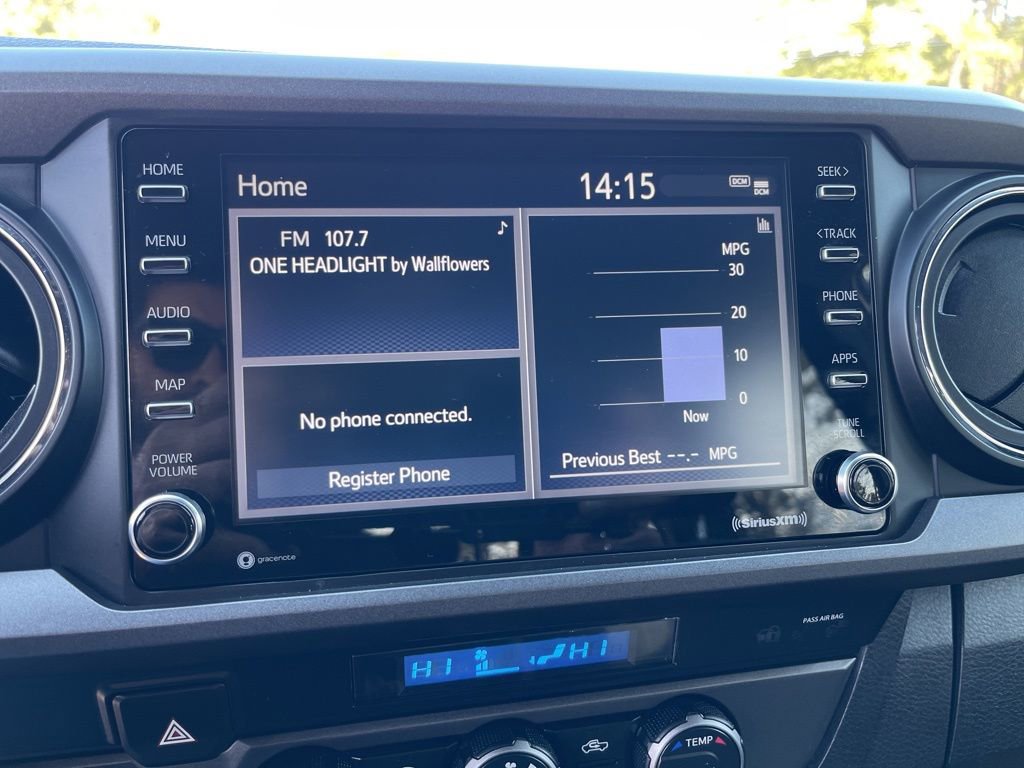 HOME
MENU
AUDIO
MAP
POWER
VOLUME
Home
14:15
DCM
DCM
FM 107.7
ONE HEADLIGHT by Wallflowers
No phone connected.
Register Phone
MPG
30
20
10
0
Now
Previous Best --.- MPG
SEEK>
<TRACK
PHONE
APPS
TUNE
SCROLL
gracenote
((SiriusXM))
PASS AIR BAG
HI
HI
TEMP